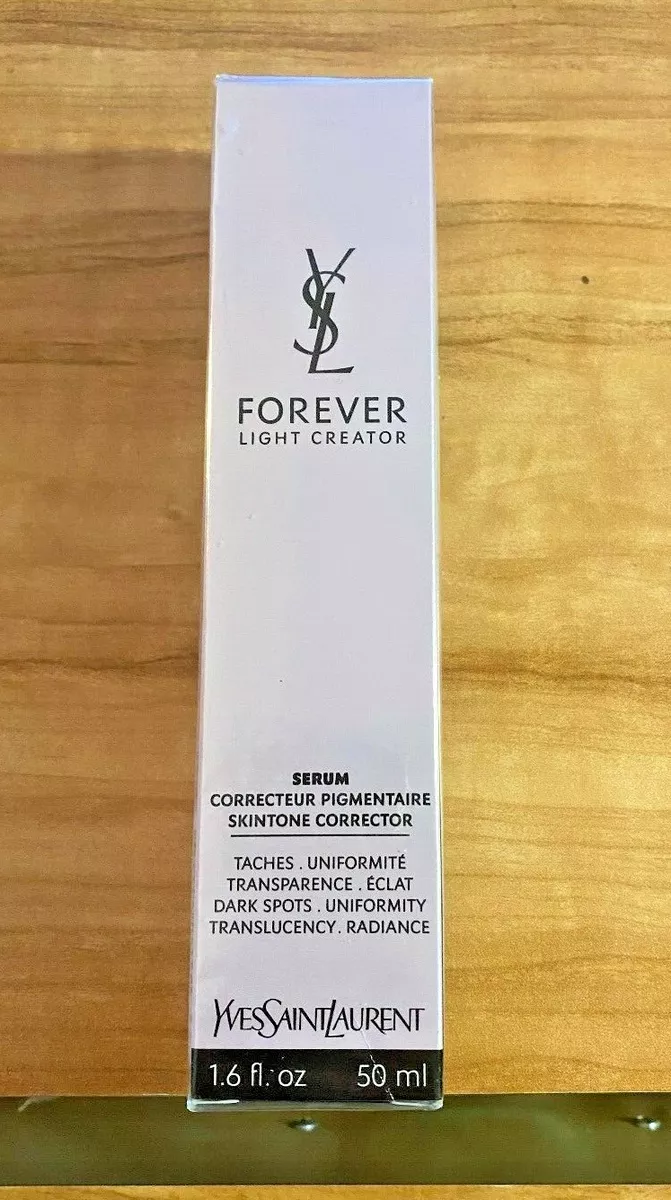 YSL
FOREVER
LIGHT CREATOR
SERUM
CORRECTEUR PIGMENTAIRE
SKINTONE CORRECTOR
TACHES . UNIFORMITÉ
TRANSPARENCE . ÉCLAT
DARK SPOTS . UNIFORMITY
TRANSLUCENCY . RADIANCE
YVESSAINTLAURENT
1.6 fl. oz 50 ml